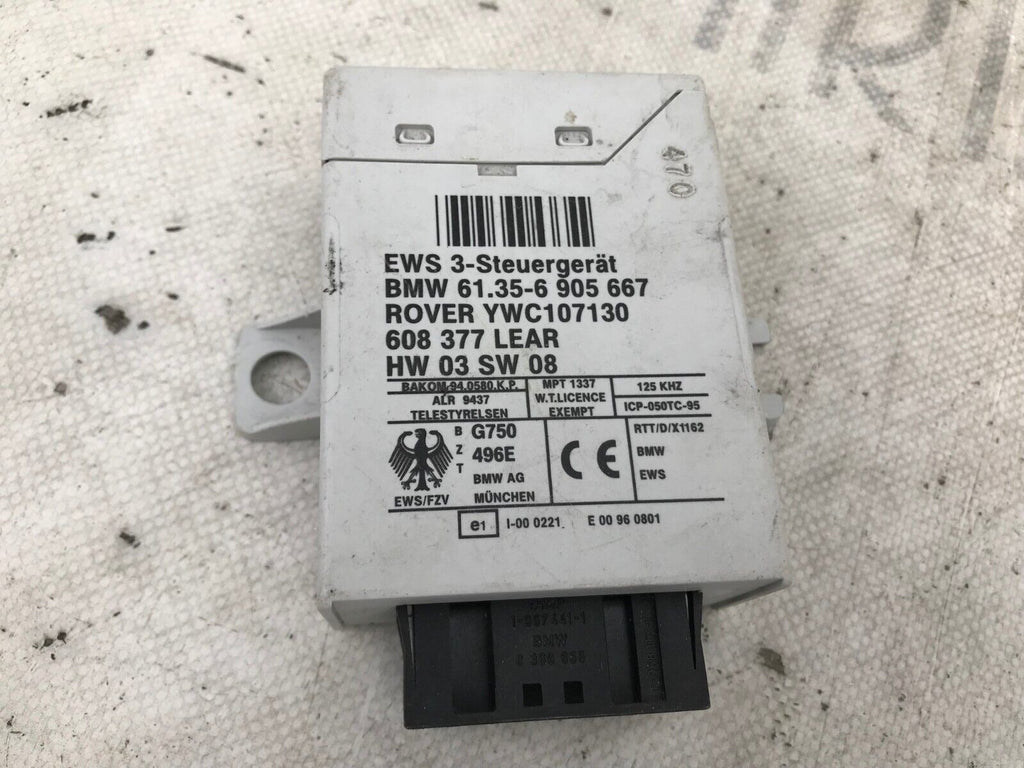 470
EWS 3-Steuergerät
BMW 61.35-6 905 667
ROVER YWC107130
608 377 LEAR
HW 03 SW 08
BAKOM.94.0580.K.P.
ALR 9437
TELESTYRELSEN
MPT 1337
W.T.LICENCE
EXEMPT
125 KHZ
ICP-050TC-95
EWS/FZV
BZT
G750
496E
BMW AG
MÜNCHEN
CE
RTT/D/X1162
BMW
EWS
e1 I-00 0221 E 00 96 0801
BMW